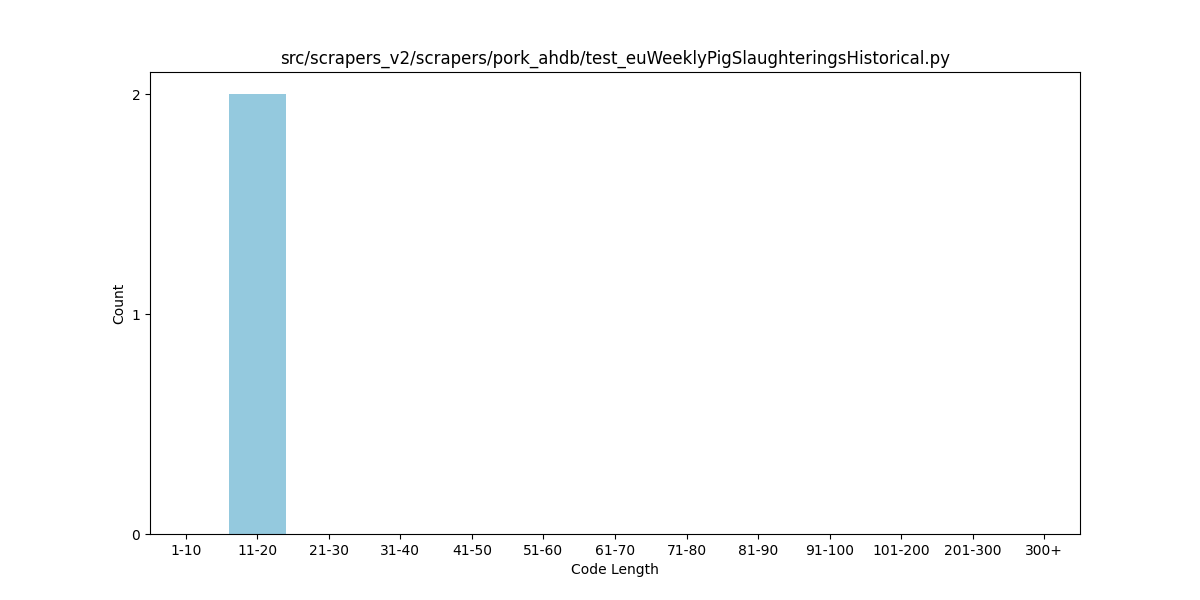 src/scrapers_v2/scrapers/pork_ahdb/test_euWeeklyPigSlaughteringsHistorical.py
2
1
0
Count
1-10 11-20 21-30 31-40 41-50 51-60 61-70 71-80 81-90 91-100 101-200 201-300 300+
Code Length